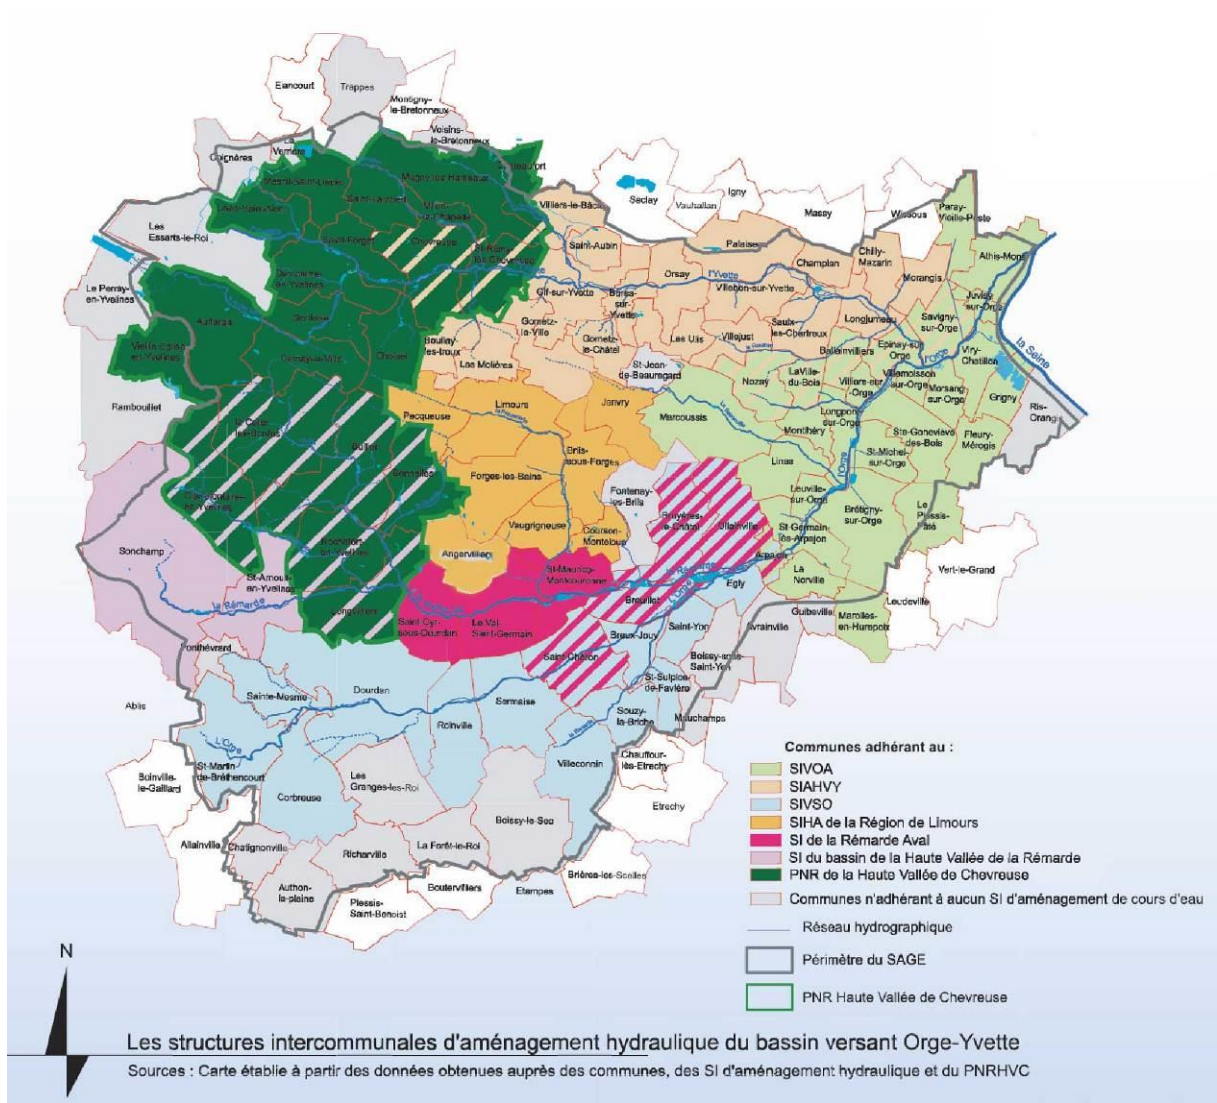 Elancourt
Trappes
Montigny-
le-Bretonneux
Voisins-
le-Bretonneux
La
Verrière
Coignères
Mesnil-Saint-Denis
Magny-les-Hameaux
Châteaufort
Saint-Lambert
Milon-
la-Chapelle
Lévis-Saint-Nom
Les
Essarts-le-Roi
Saint-Forget
Chevreuse
St-Rémy-
lès-Chevreuse
Dampierre-
en-Yvelines
Le Perray-
en-Yvelines
Auffargis
Senlisse
Vieille-Eglise
en-Yvelines
Cernay-la-Ville
Choisel
Rambouillet
la Celle-
les-Bordes
Bullion
Bonnelles
Clairefontaine-
en-Yvelines
Rochefort-
en-Yvelines
Longvilliers
Sonchamp
St-Arnoult-
en-Yvelines
la Rémarde
Ponthévrard
Ablis
Villiers-le-Bâcle
Saclay
Vauhallan
Igny
Massy
Wissous
Paray-
Vieille-Poste
Athis-Mons
Saint-Aubin
Palaiseau
Orsay
l'Yvette
Champlan
Chilly-
Mazarin
Morangis
Juvisy-
sur-Orge
Savigny-
sur-Orge
la Seine
Gif-sur-Yvette
Bures-
sur-
Yvette
Villebon-sur-Yvette
Gometz-
la-Ville
Gometz-
le-Châtel
Les Ulis
Villejust
Saulx-
les-Chartreux
Longjumeau
Ballainvilliers
Epinay-sur-
Orge
l'Orge
Viry-
Chatillon
Boullay-
les-troux
Les Molières
St-Jean-
de-Beauregard
Nozay
LaVille-
du-Bois
Villiers-sur-
Orge
Villemoisson
sur-Orge
Morsang-
sur-Orge
Grigny
Ris-
Orangis
Pecqueuse
Limours
Janvry
Marcoussis
Longpont-
sur-Orge
Montlhéry
Ste-Geneviève
des-Bois
Fleury-
Mérogis
St-Michel-
sur-Orge
Linas
l'Orge
Briis-
sous-Forges
Forges-les-Bains
Fontenay-
les-Briis
Bruyères-
le-Châtel
Ollainville
Leuville-
sur-Orge
Brétigny-
sur-Orge
Le
Plessis-
Pâté
Vaugrigneuse
Courson-
Monteloup
St-Germain-
lès-Arpajon
Arpajon
Angervilliers
St-Maurice-
Montcouronne
la Rémarde
l'Orge
Egly
La
Norville
Vert-le-Grand
Leudeville
Marolles-
en-Hurepoix
Guibeville
Avrainville
Breuillet
Saint-Cyr-
sous-Dourdan
Le Val-
Saint-Germain
Breux-Jouy
Saint-Yon
Boissy-sous-
Saint-Yon
Saint-Chéron
St-Sulpice-
de-Favière
Mauchamps
Sainte-Mesme
Dourdan
Sermaise
Roinville
Souzy-
la-Briche
Villeconnin
Chauffour-
lès-Etrechy
Etrechy
L'Orge
St-Martin
de-Bréthencourt
Boinville-
le-Gaillard
Corbreuse
Les
Granges-les-Roi
Boissy-le-Sec
Allainville
Chatignonville
Richarville
La Forêt-le-Roi
Authon-
la-plaine
Plessis-
Saint-Benoist
Boutervilliers
Etampes
Brières-les-Scelles
Communes adhérant au :
SIVOA
SIAHVY
SIVSO
SIHA de la Région de Limours
SI de la Rémarde Aval
SI du bassin de la Haute Vallée de la Rémarde
PNR de la Haute Vallée de Chevreuse
Communes n'adhérant à aucun SI d'aménagement de cours d'eau
Réseau hydrographique
Périmètre du SAGE
PNR Haute Vallée de Chevreuse
N
Les structures intercommunales d'aménagement hydraulique du bassin versant Orge-Yvette
Sources : Carte établie à partir des données obtenues auprès des communes, des SI d'aménagement hydraulique et du PNRHVC